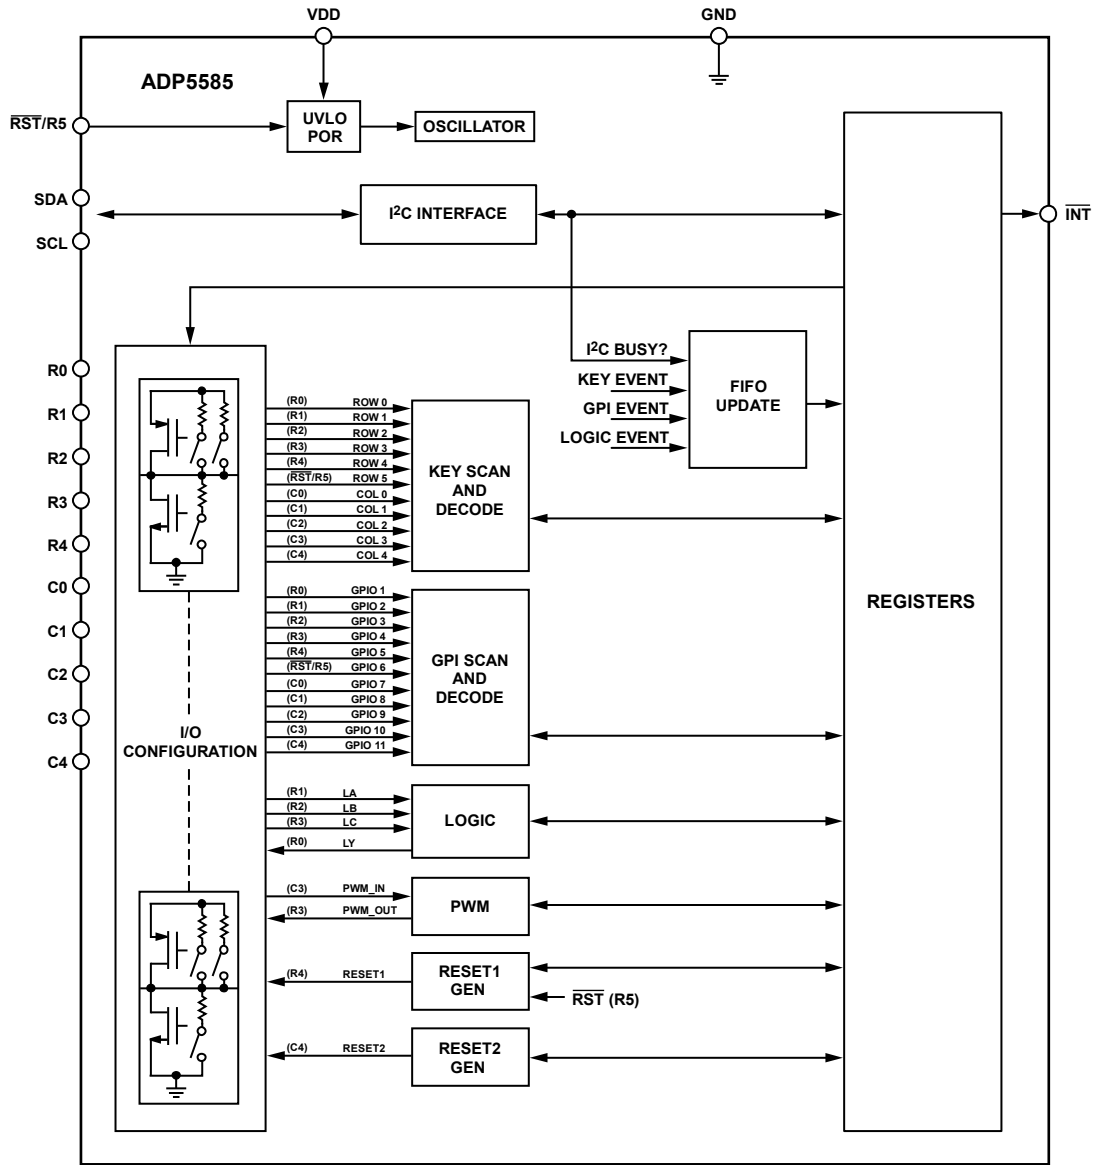 VDD
GND
ADP5585
RST/R5
UVLO
POR
OSCILLATOR
SDA
SCL
I2C INTERFACE
INT
R0
R1
R2
R3
R4
C0
C1
C2
C3
C4
I2C BUSY?
KEY EVENT
GPI EVENT
LOGIC EVENT
FIFO
UPDATE
(R0) ROW 0
(R1) ROW 1
(R2) ROW 2
(R3) ROW 3
(R4) ROW 4
(RST/R5) ROW 5
(C0) COL 0
(C1) COL 1
(C2) COL 2
(C3) COL 3
(C4) COL 4
KEY SCAN
AND
DECODE
REGISTERS
(R0) GPIO 1
(R1) GPIO 2
(R2) GPIO 3
(R3) GPIO 4
(R4) GPIO 5
(RST/R5) GPIO 6
(C0) GPIO 7
(C1) GPIO 8
(C2) GPIO 9
(C3) GPIO 10
(C4) GPIO 11
GPI SCAN
AND
DECODE
I/O
CONFIGURATION
(R1) LA
(R2) LB
(R3) LC
(R0) LY
LOGIC
(C3) PWM_IN
(R3) PWM_OUT
PWM
(R4) RESET1
RESET1
GEN
RST (R5)
(C4) RESET2
RESET2
GEN